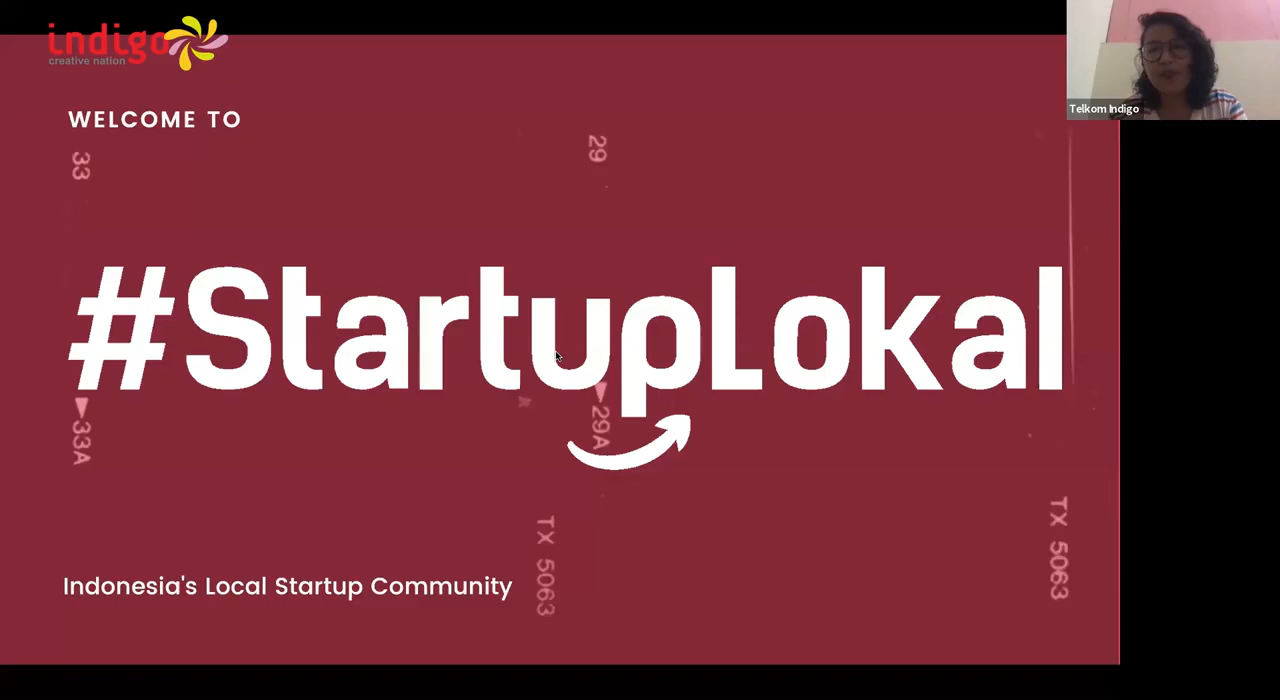 indigo
creative nation
Telkom Indigo
WELCOME TO
33
29
#StartupLokal
33A
29A
TX 5063
TX 5063
Indonesia's Local Startup Community